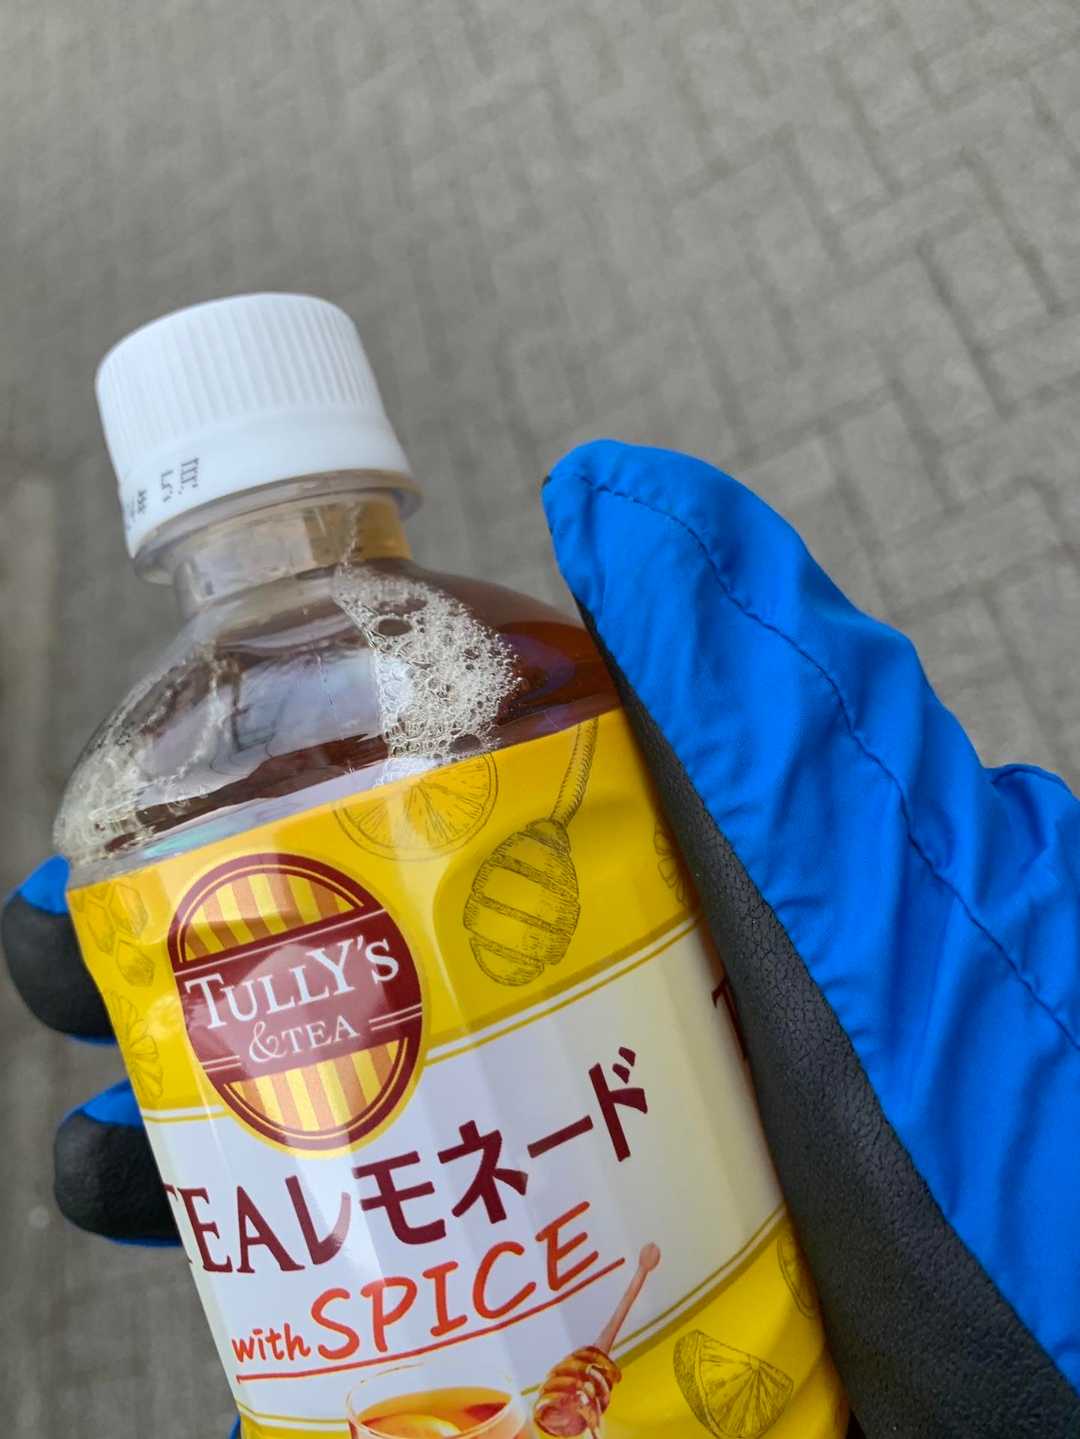 TULLY'S
&TEA
TEAレモネード
with SPICE